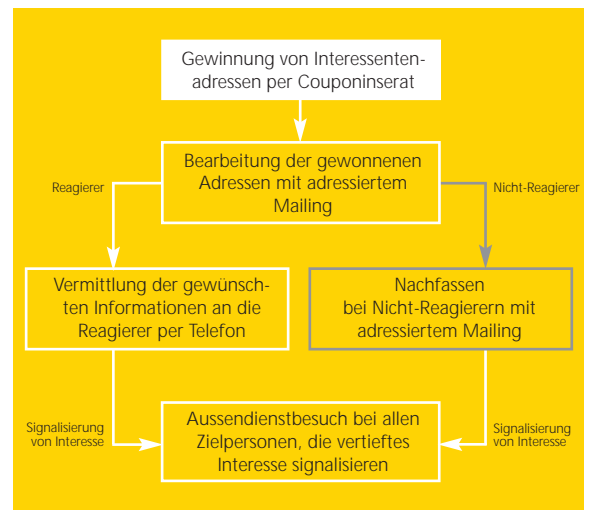 Gewinnung von Interessenten-
adressen per Couponinserat
Bearbeitung der gewonnenen
Adressen mit adressiertem
Mailing
Reagierer
Nicht-Reagierer
Vermittlung der gewünsch-
ten Informationen an die
Reagierer per Telefon
Nachfassen
bei Nicht-Reagierern mit
adressiertem Mailing
Signalisierung
von Interesse
Aussendienstbesuch bei allen
Zielpersonen, die vertieftes
Interesse signalisieren
Signalisierung
von Interesse